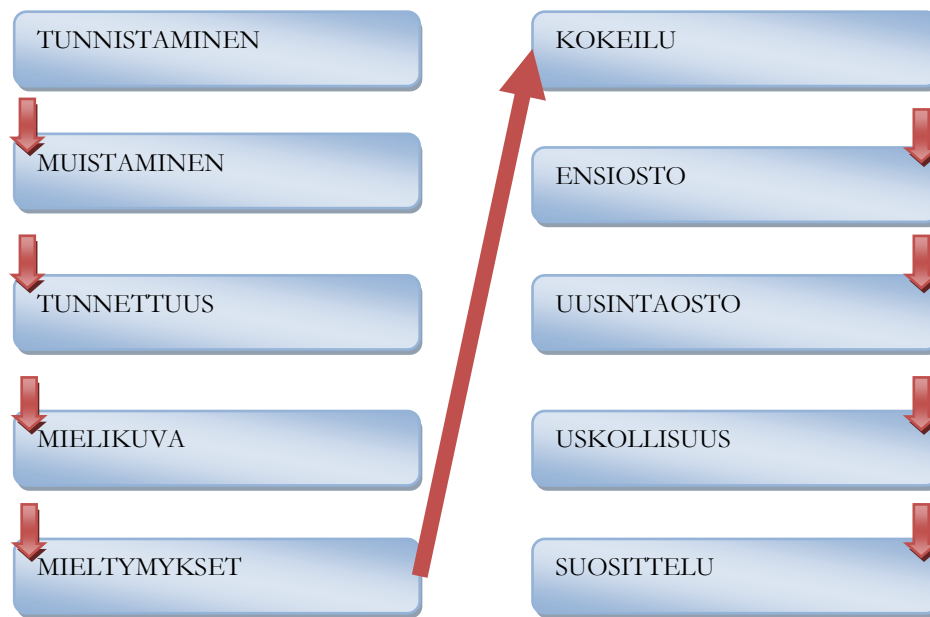 TUNNISTAMINEN
MUISTAMINEN
TUNNETTUUS
MIELIKUVA
MIELTYMYKSET
KOKEILU
ENSIOSTO
UUSINTAOSTO
USKOLLISUUS
SUOSITTELU